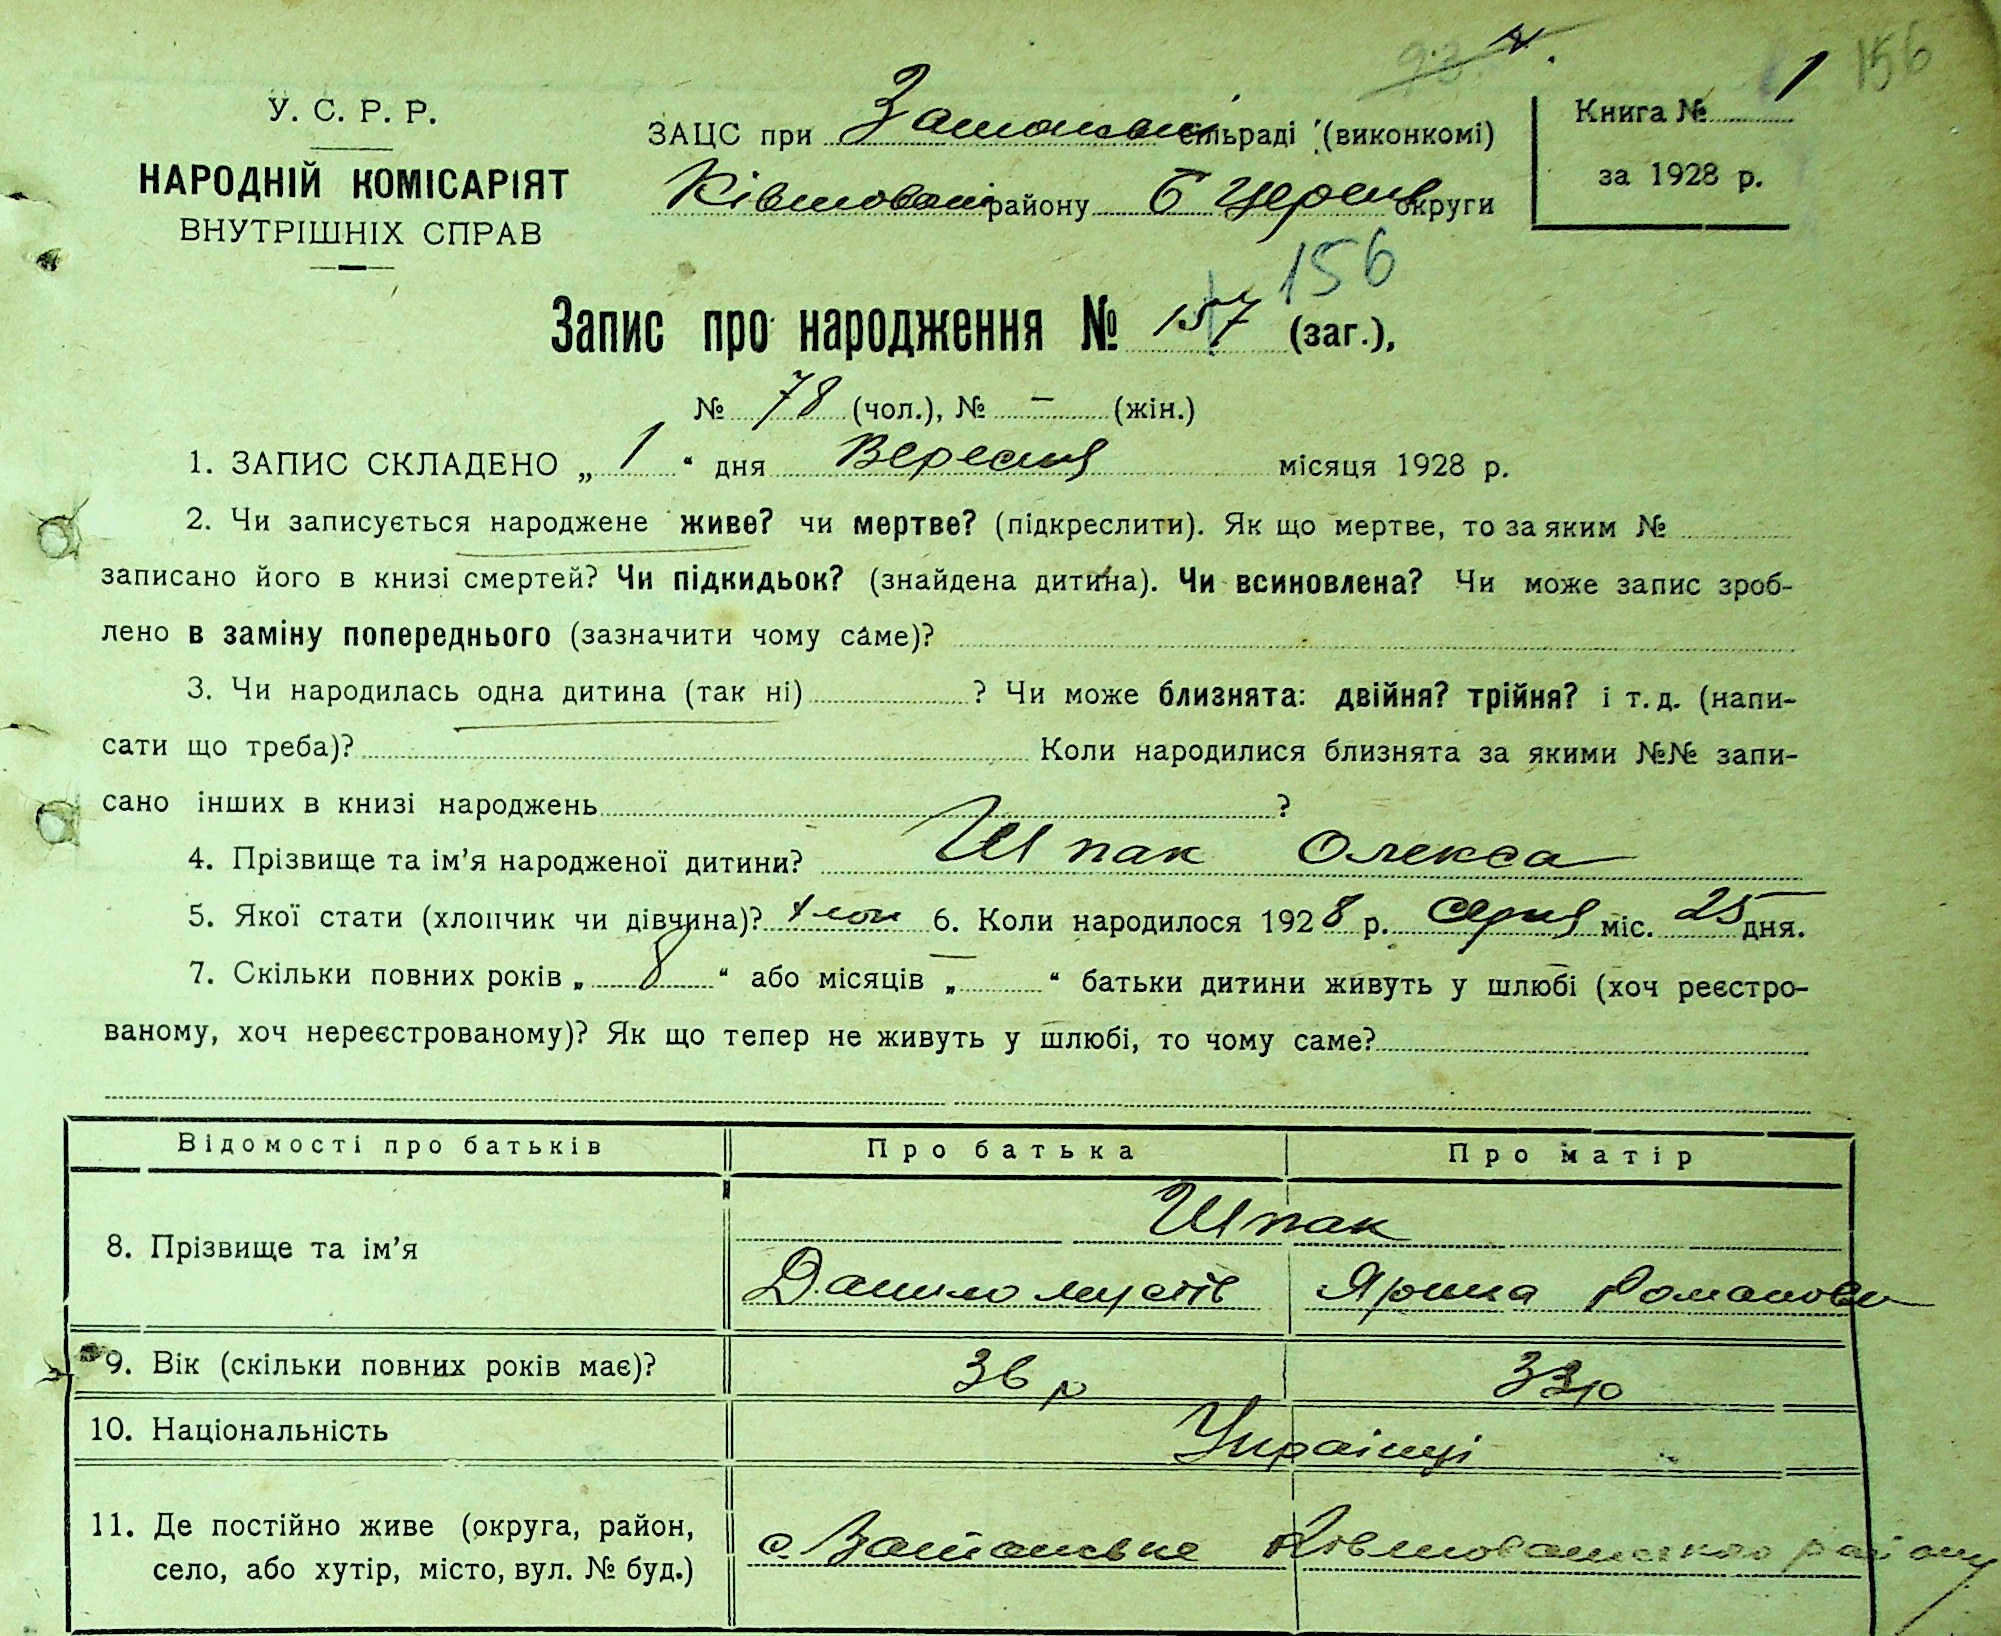 156
У. С. Р. Р.
НАРОДНІЙ КОМІСАРІЯТ
ВНУТРІШНІХ СПРАВ
ЗАЦС при сільраді (виконкомі)
району Б Церкв округи
Книга № 1
за 1928 р.
156
Запис про народження № 157 (заг.),
№ 78 (чол.), № – (жін.)
1. ЗАПИС СКЛАДЕНО „ 1 “ дня Вересня місяця 1928 р.
2. Чи записується народжене живе? чи мертве? (підкреслити). Як що мертве, то за яким №
записано його в книзі смертей? Чи підкидьок? (знайдена дитина). Чи всиновлена? Чи може запис зроб-
лено в заміну попереднього (зазначити чому саме)?
3. Чи народилась одна дитина (так ні) ? Чи може близнята: двійня? трійня? і т. д. (напи-
сати що треба)? Коли народилися близнята за якими №№ запи-
сано інших в книзі народжень ?
4. Прізвище та ім’я народженої дитини? Шпак Олекса
5. Якої стати (хлопчик чи дівчина)? хлоп 6. Коли народилося 1928 р. серпня міс. 25 дня.
7. Скільки повних років „ 8 “ або місяців „ – “ батьки дитини живуть у шлюбі (хоч реєстро-
ваному, хоч нереєстрованому)? Як що тепер не живуть у шлюбі, то чому саме?
Відомості про батьків Про батька Про матір
Шпак
8. Прізвище та ім’я
Данило Ярина Романовн
9. Вік (скільки повних років має)? 36 р 33 р
10. Національність Українці
11. Де постійно живе (округа, район,
село, або хутір, місто, вул. № буд.)
с. району